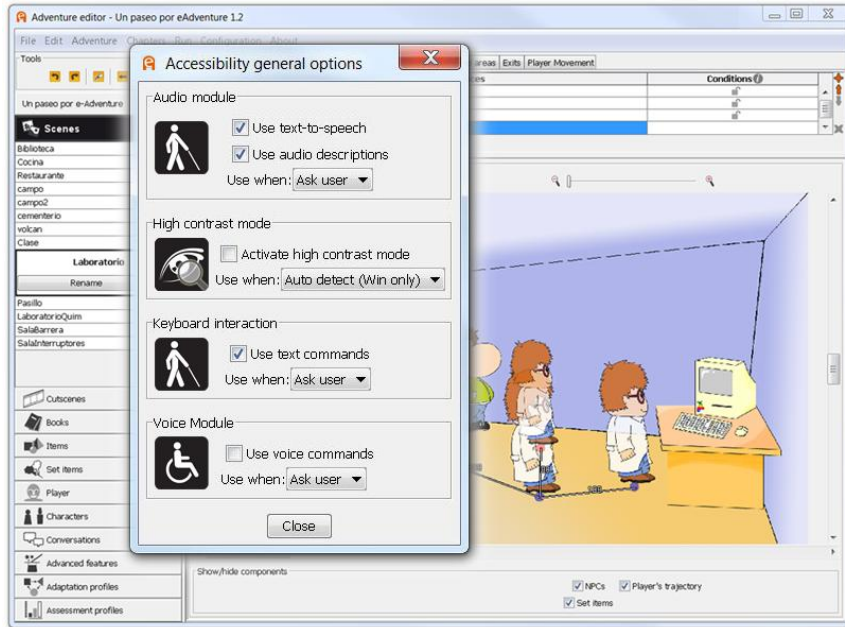 Adventure editor - Un paseo por eAdventure 1.2
File Edit Adventure Chapters Run Configuration About
Tools
Un paseo por e-Adventure
Scenes
Biblioteca
Cocina
Restaurante
campo
campo2
cementerio
volcan
Clase
Laboratorio
Rename
Pasillo
LaboratorioQuim
SalaBarrera
SalaInterruptores
Cutscenes
Books
Items
Set items
Player
Characters
Conversations
Advanced features
Adaptation profiles
Assessment profiles
Accessibility general options
Audio module
Use text-to-speech
Use audio descriptions
Use when: Ask user
High contrast mode
Activate high contrast mode
Use when: Auto detect (Win only)
Keyboard interaction
Use text commands
Use when: Ask user
Voice Module
Use voice commands
Use when: Ask user
Close
areas Exits Player Movement
Conditions
Show/hide components
NPCs Player's trajectory
Set items